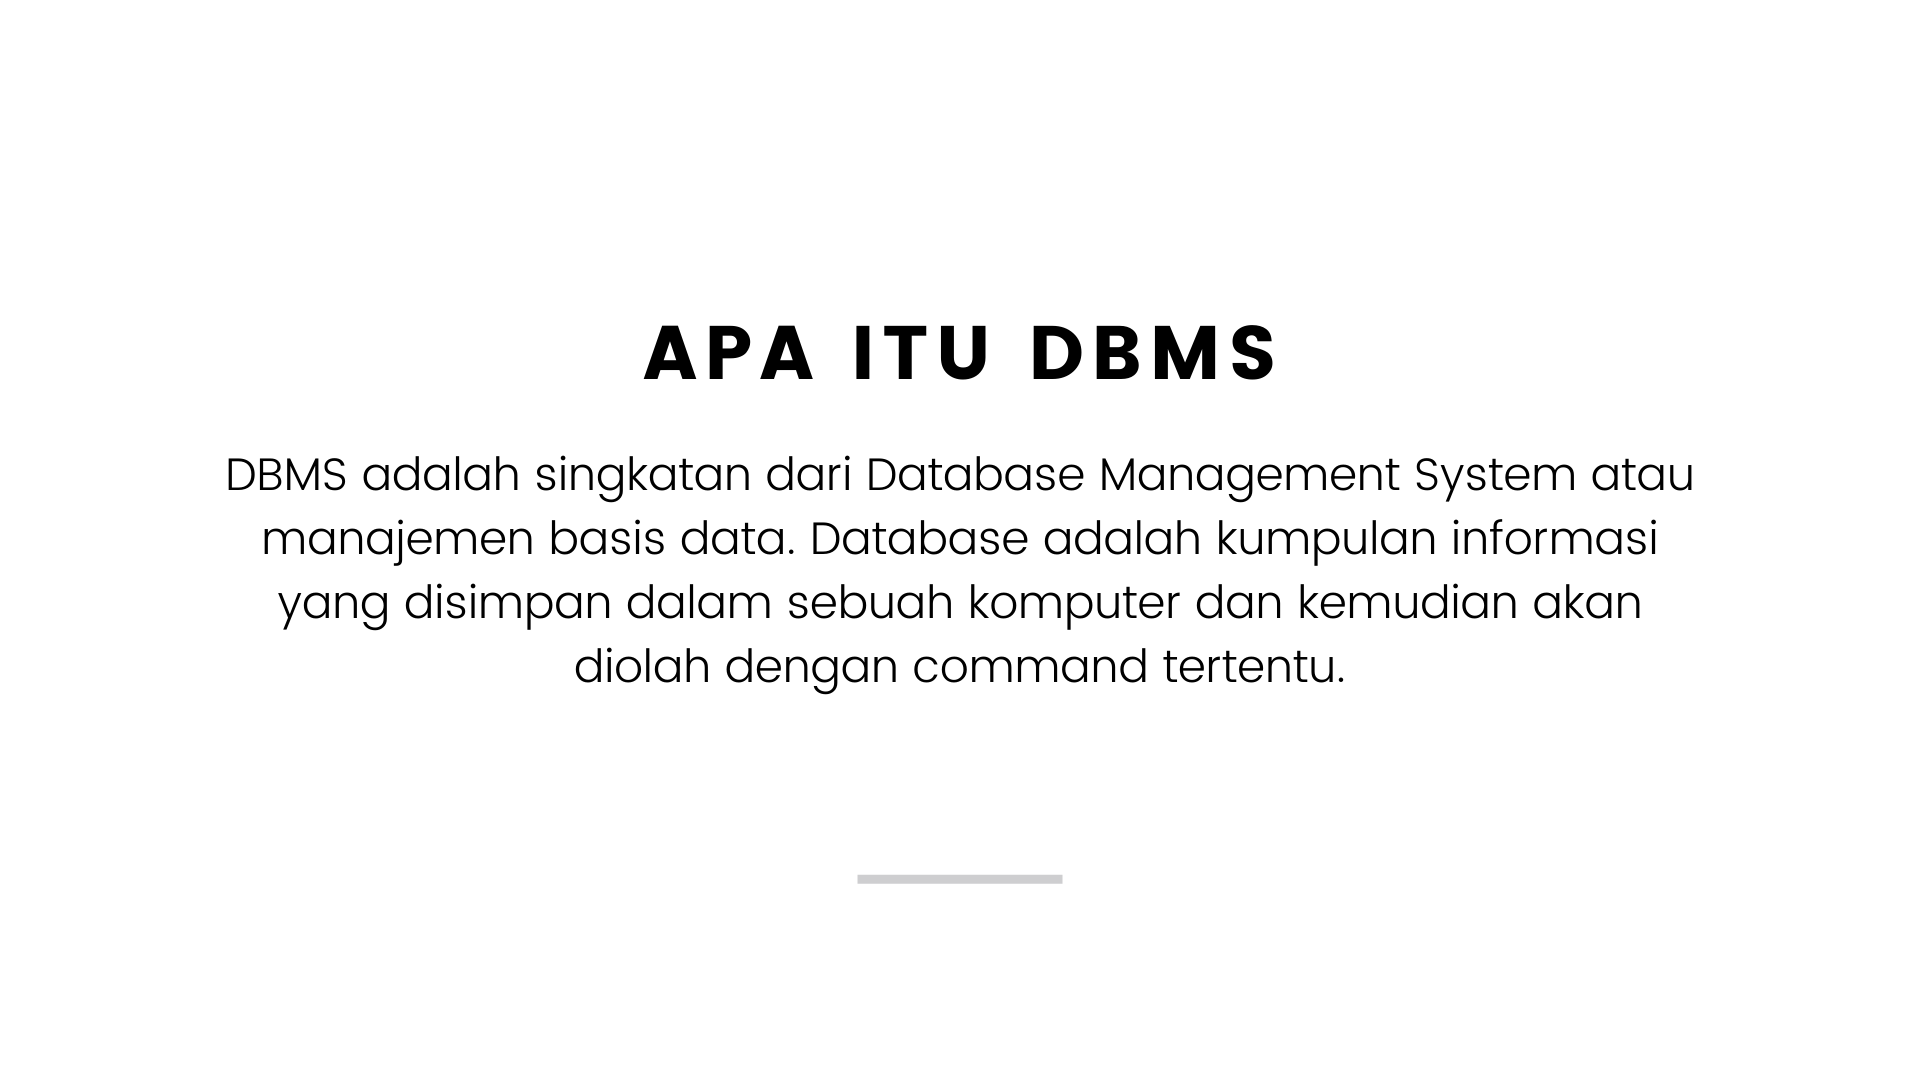 APA ITU DBMS
DBMS adalah singkatan dari Database Management System atau
manajemen basis data. Database adalah kumpulan informasi
yang disimpan dalam sebuah komputer dan kemudian akan
diolah dengan command tertentu.